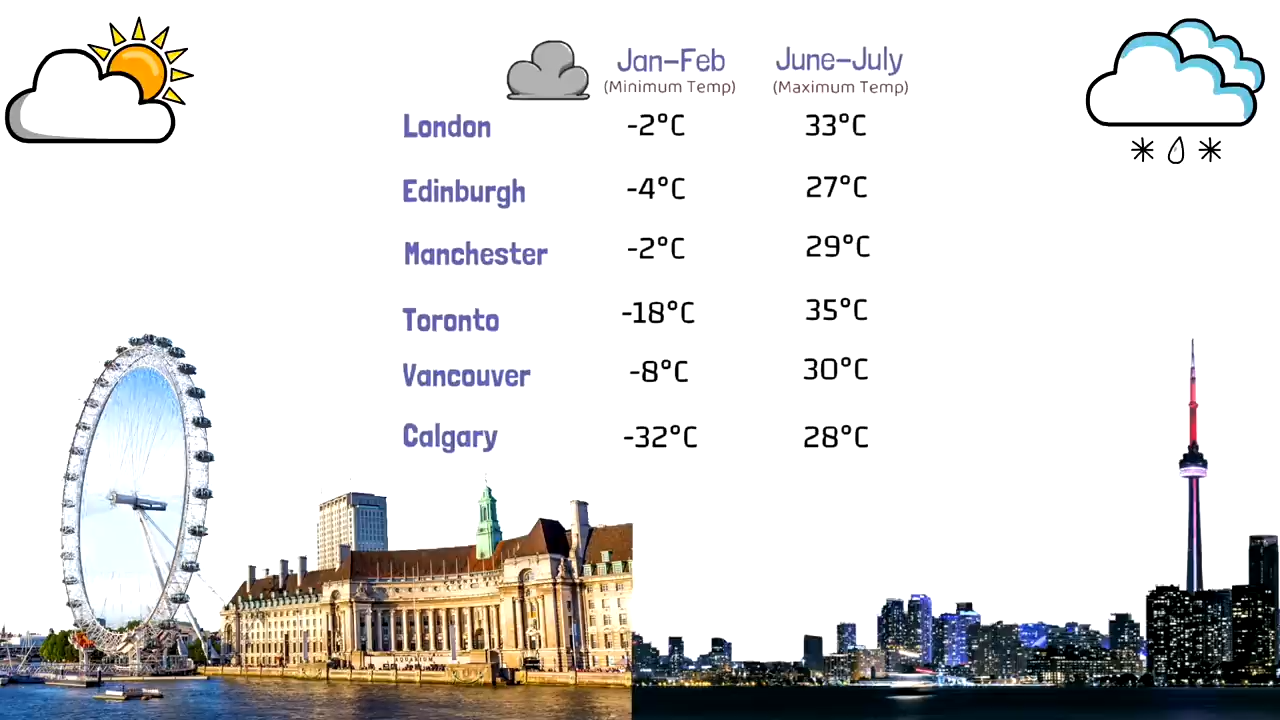 Jan-Feb June-July
(Minimum Temp) (Maximum Temp)
London -2°C 33°C
Edinburgh -4°C 27°C
Manchester -2°C 29°C
Toronto -18°C 35°C
Vancouver -8°C 30°C
Calgary -32°C 28°C
AQUARIUM